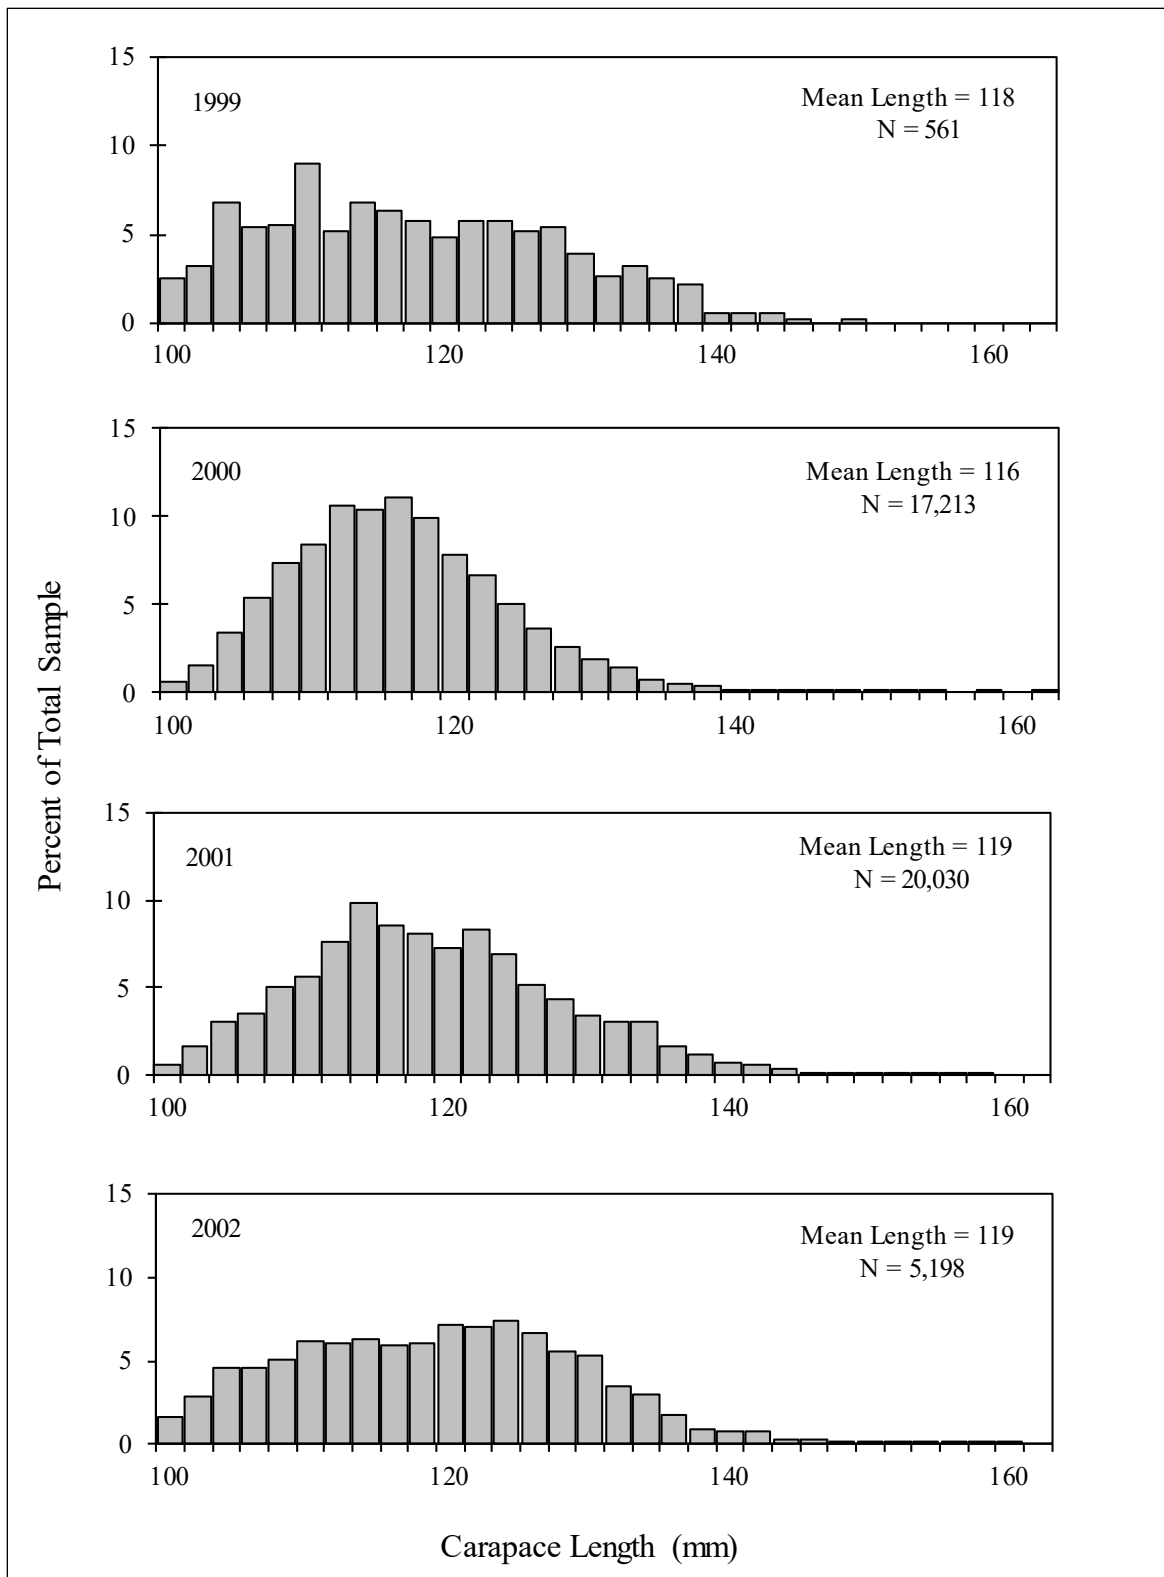 Percent of Total Sample
15
10
5
0
1999
Mean Length = 118
N = 561
100 120 140 160
15
10
5
0
2000
Mean Length = 116
N = 17,213
100 120 140 160
15
10
5
0
2001
Mean Length = 119
N = 20,030
100 120 140 160
15
10
5
0
2002
Mean Length = 119
N = 5,198
100 120 140 160
Carapace Length (mm)